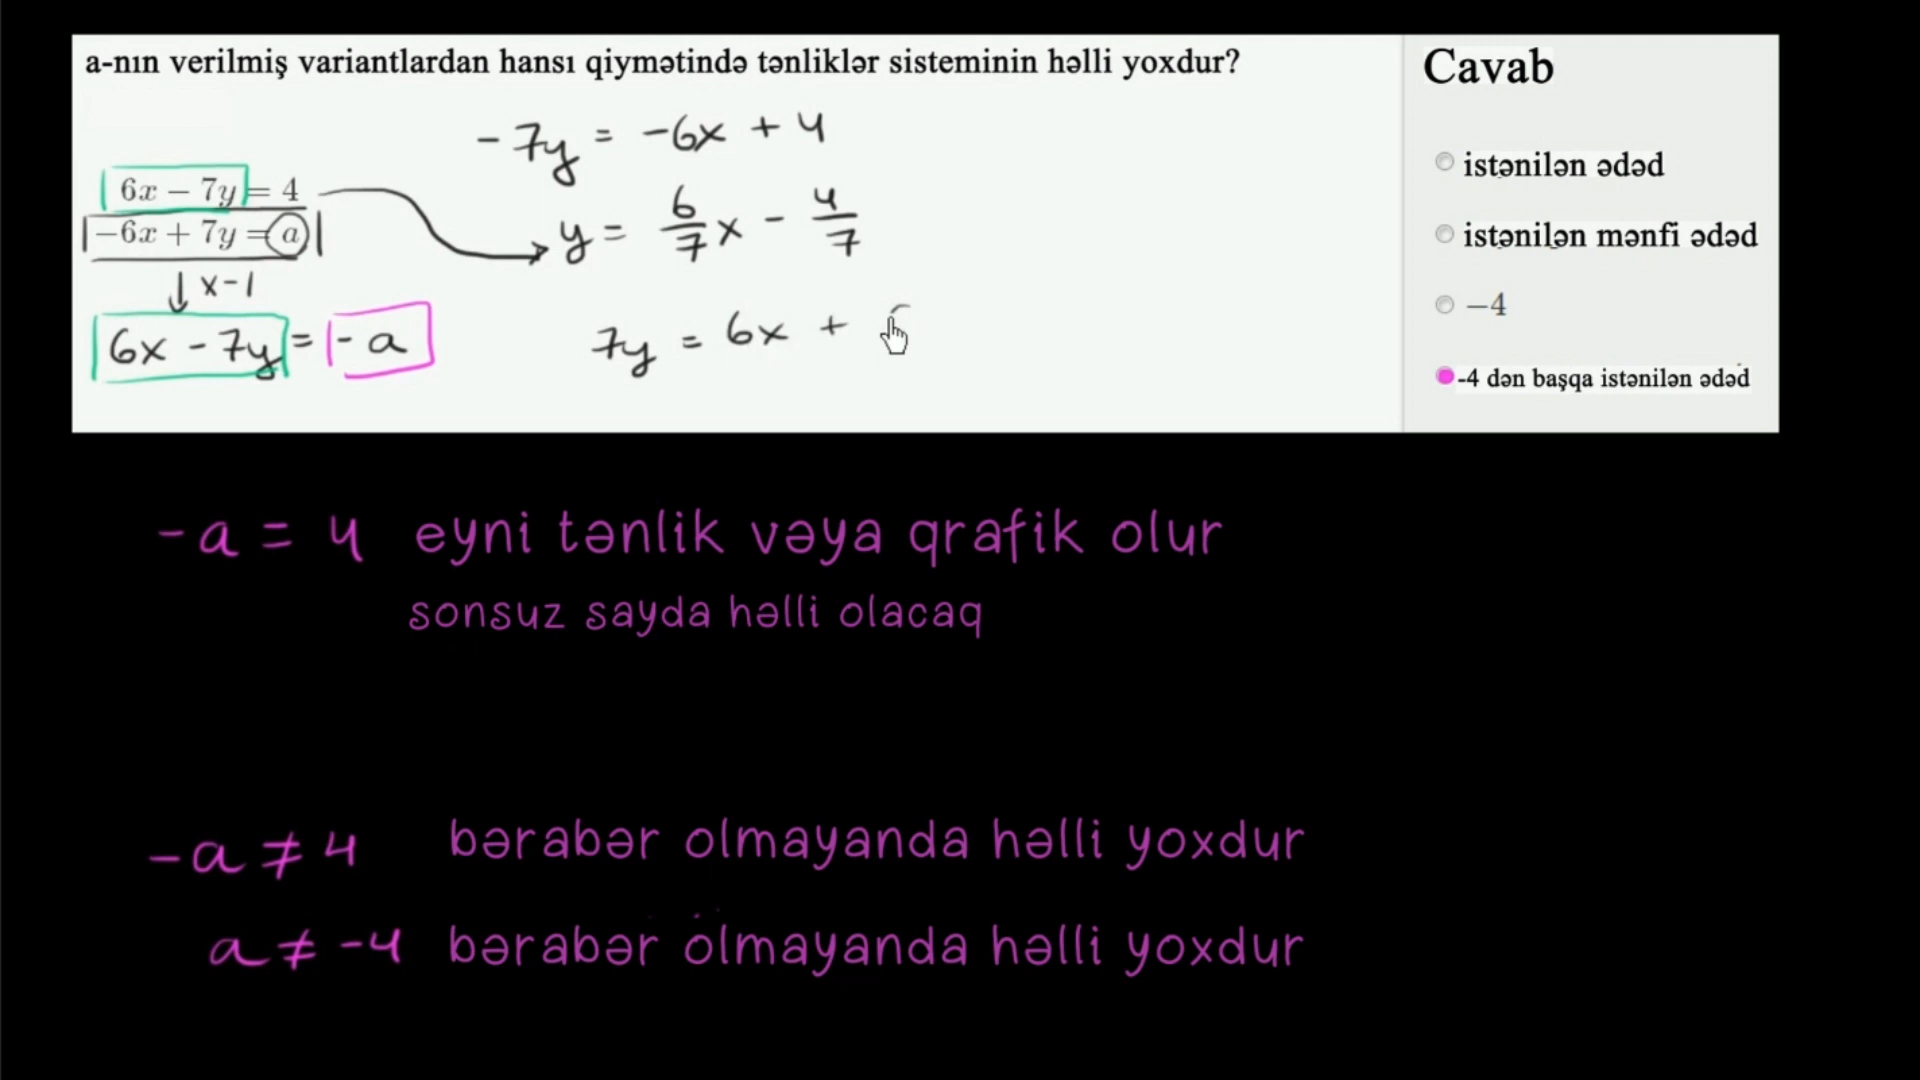 a-nın verilmiş variantlardan hansı qiymətində tənliklər sisteminin həlli yoxdur?
6x − 7y = 4
−6x + 7y = a
x-1
6x - 7y = -a
-7y = -6x + 4
y = 6/7 x - 4/7
7y = 6x +
Cavab
istənilən ədəd
istənilən mənfi ədəd
−4
-4 dən başqa istənilən ədəd
-a = 4 eyni tənlik vəya qrafik olur
sonsuz sayda həlli olacaq
-a ≠ 4 bərabər olmayanda həlli yoxdur
a ≠ -4 bərabər olmayanda həlli yoxdur